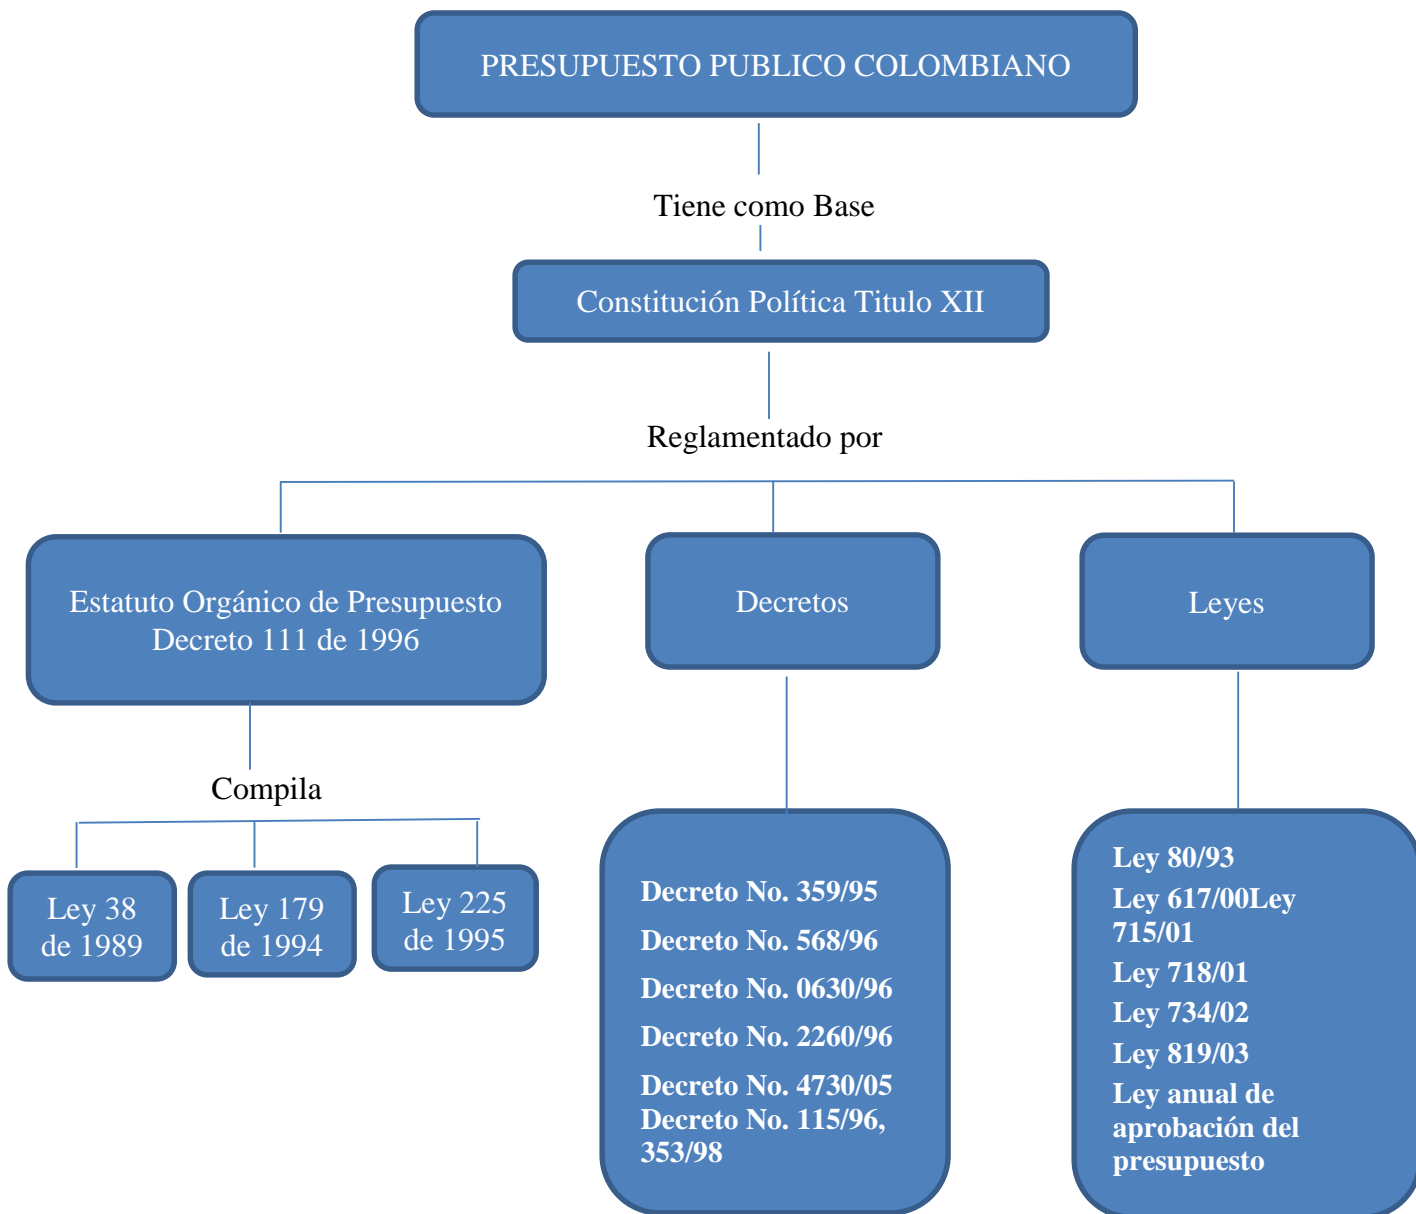 PRESUPUESTO PUBLICO COLOMBIANO
Tiene como Base
Constitución Política Titulo XII
Reglamentado por
Estatuto Orgánico de Presupuesto
Decreto 111 de 1996
Decretos
Leyes
Compila
Ley 38
de 1989
Ley 179
de 1994
Ley 225
de 1995
Decreto No. 359/95
Decreto No. 568/96
Decreto No. 0630/96
Decreto No. 2260/96
Decreto No. 4730/05
Decreto No. 115/96,
353/98
Ley 80/93
Ley 617/00Ley
715/01
Ley 718/01
Ley 734/02
Ley 819/03
Ley anual de
aprobación del
presupuesto